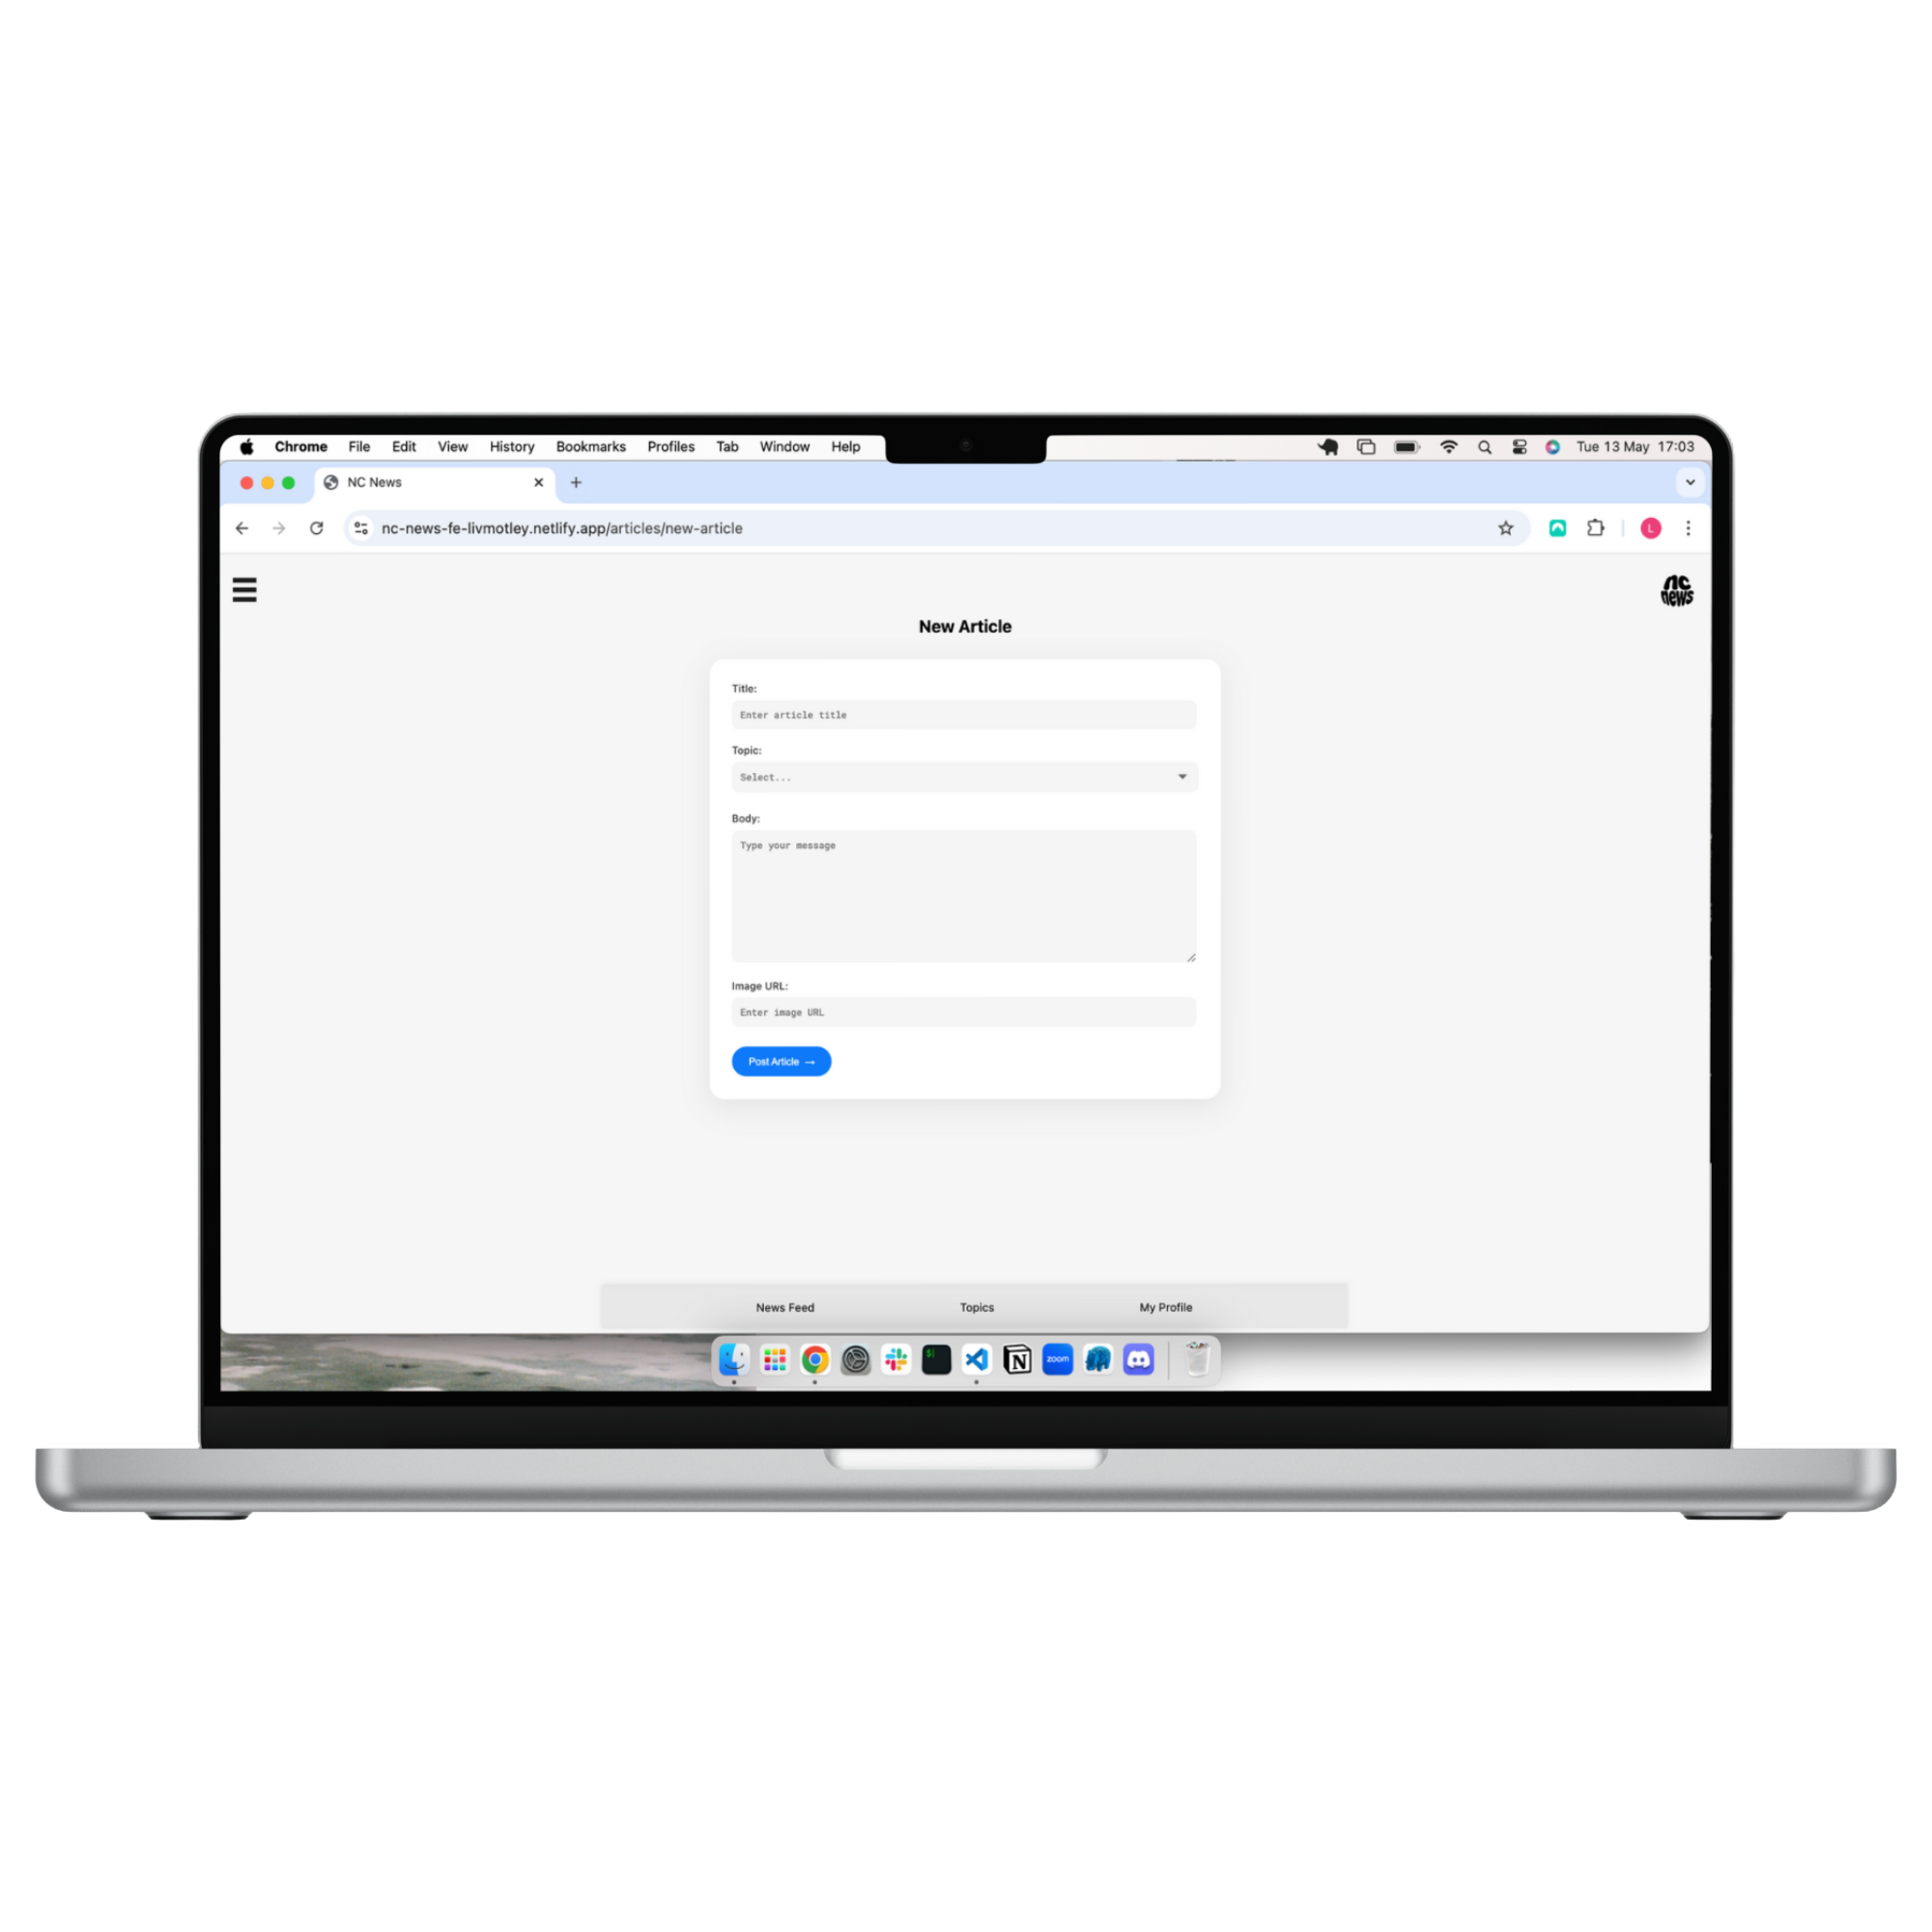 Chrome File Edit View History Bookmarks Profiles Tab Window Help Tue 13 May 17:03
NC News
nc-news-fe-livmotley.netlify.app/articles/new-article
L
nc
news
New Article
Title:
Enter article title
Topic:
Select...
Body:
Type your message
Image URL:
Enter image URL
Post Article →
News Feed Topics My Profile
$|
N
zoom